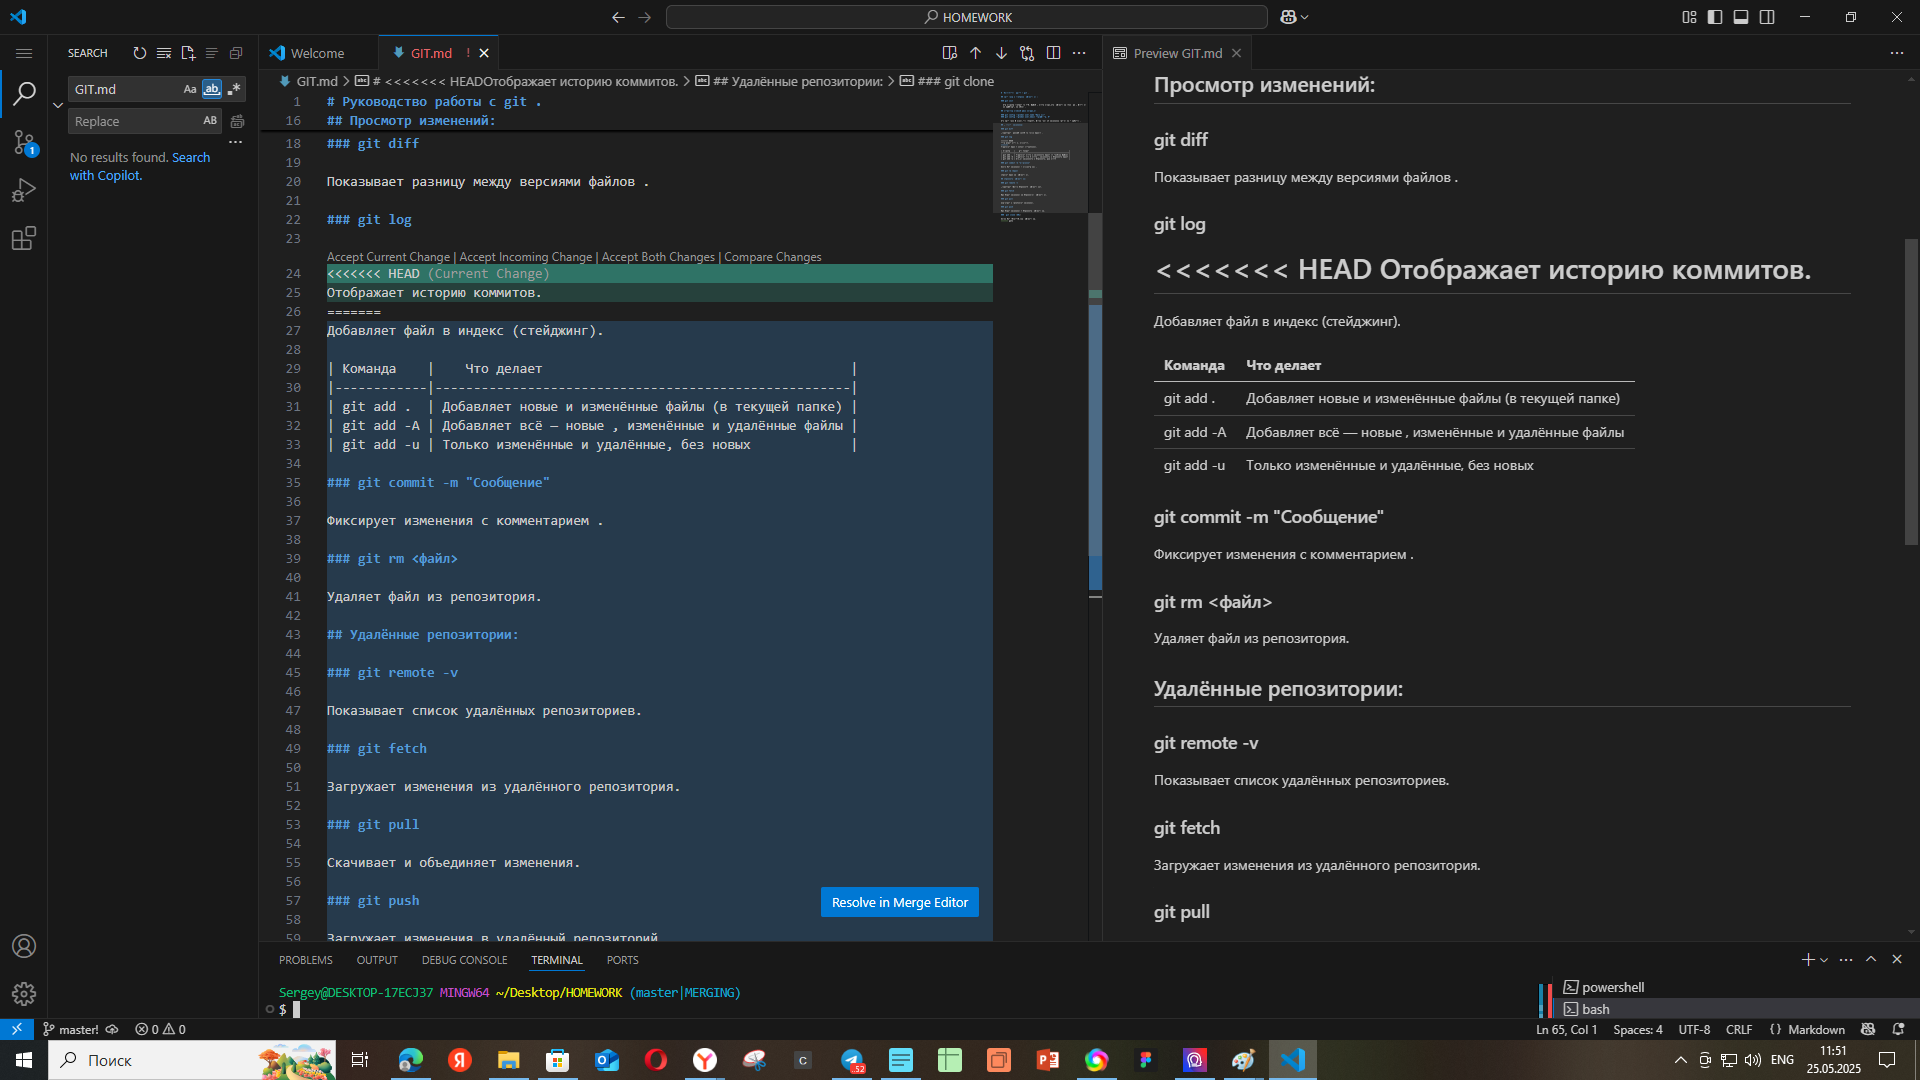 HOMEWORK
SEARCH
GIT.md
Aa
ab
Replace
AB
No results found. Search
with Copilot.
1
Welcome
GIT.md !
GIT.md > # <<<<<<< HEADОтображает историю коммитов. > ## Удалённые репозитории: > ### git clone
1 # Руководство работы с git .
16 ## Просмотр изменений:
18 ### git diff
19
20 Показывает разницу между версиями файлов .
21
22 ### git log
23
Accept Current Change | Accept Incoming Change | Accept Both Changes | Compare Changes
24 <<<<<<< HEAD (Current Change)
25 Отображает историю коммитов.
26 =======
27 Добавляет файл в индекс (стейджинг).
28
29 | Команда    |    Что делает                                        |
30 |------------|------------------------------------------------------|
31 | git add .  | Добавляет новые и изменённые файлы (в текущей папке) |
32 | git add -A | Добавляет всё — новые , изменённые и удалённые файлы |
33 | git add -u | Только изменённые и удалённые, без новых             |
34
35 ### git commit -m "Сообщение"
36
37 Фиксирует изменения с комментарием .
38
39 ### git rm <файл>
40
41 Удаляет файл из репозитория.
42
43 ## Удалённые репозитории:
44
45 ### git remote -v
46
47 Показывает список удалённых репозиториев.
48
49 ### git fetch
50
51 Загружает изменения из удалённого репозитория.
52
53 ### git pull
54
55 Скачивает и объединяет изменения.
56
57 ### git push
58
59 Загружает изменения в удалённый репозиторий
Resolve in Merge Editor
Preview GIT.md
Просмотр изменений:
git diff
Показывает разницу между версиями файлов .
git log
<<<<<<< HEAD Отображает историю коммитов.
Добавляет файл в индекс (стейджинг).
Команда Что делает
git add . Добавляет новые и изменённые файлы (в текущей папке)
git add -A Добавляет всё — новые , изменённые и удалённые файлы
git add -u Только изменённые и удалённые, без новых
git commit -m "Сообщение"
Фиксирует изменения с комментарием .
git rm <файл>
Удаляет файл из репозитория.
Удалённые репозитории:
git remote -v
Показывает список удалённых репозиториев.
git fetch
Загружает изменения из удалённого репозитория.
git pull
PROBLEMS OUTPUT DEBUG CONSOLE TERMINAL PORTS
Sergey@DESKTOP-17ECJ37 MINGW64 ~/Desktop/HOMEWORK (master|MERGING)
$
powershell
bash
master! 0 0
Ln 65, Col 1 Spaces: 4 UTF-8 CRLF {} Markdown
Поиск
52
ENG
11:51
25.05.2025